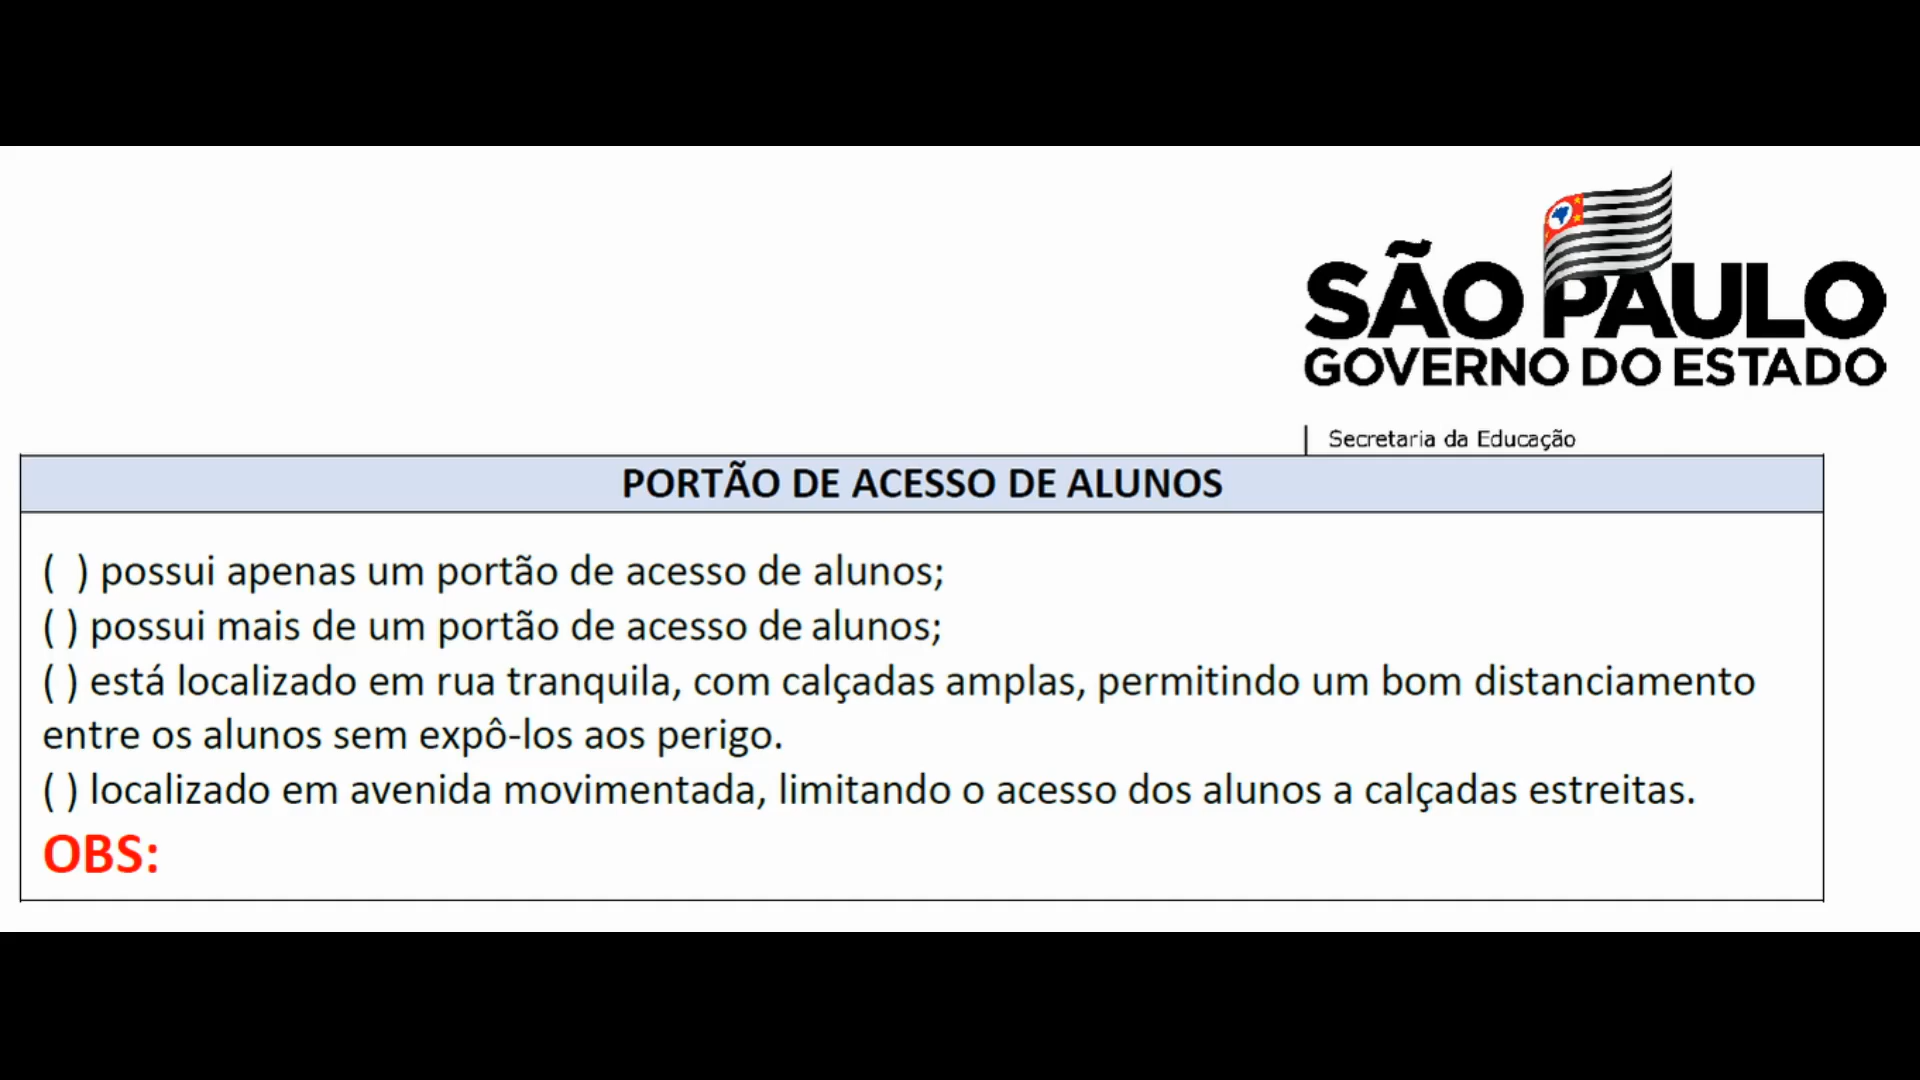 SÃO PAULO
GOVERNO DO ESTADO
Secretaria da Educação
PORTÃO DE ACESSO DE ALUNOS
(  ) possui apenas um portão de acesso de alunos;
( ) possui mais de um portão de acesso de alunos;
( ) está localizado em rua tranquila, com calçadas amplas, permitindo um bom distanciamento
entre os alunos sem expô-los aos perigo.
( ) localizado em avenida movimentada, limitando o acesso dos alunos a calçadas estreitas.
OBS: